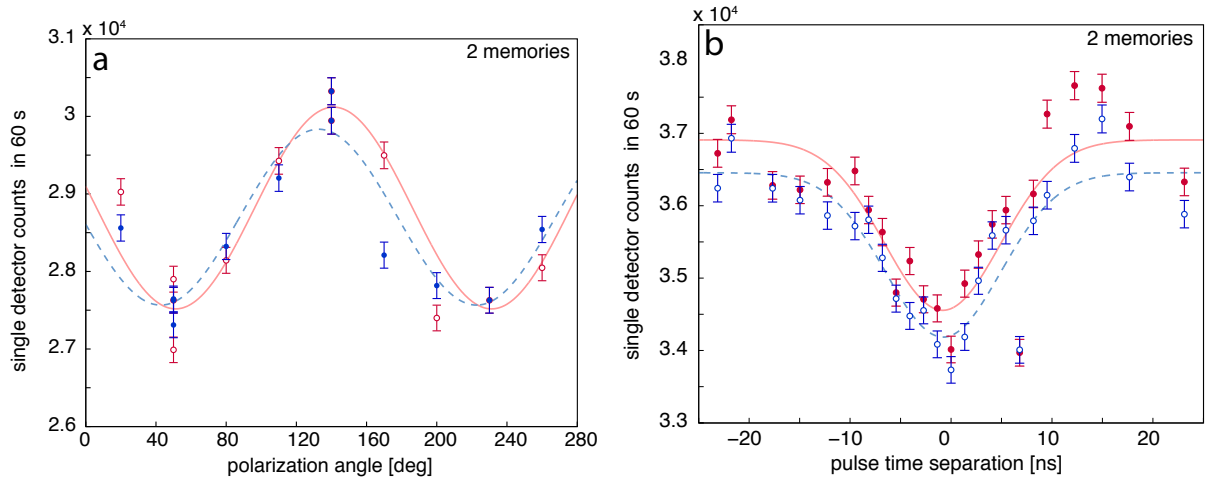 x 10⁴
a
2 memories
3.1
3.0
2.9
2.8
2.7
2.6
0 40 80 120 160 200 240 280
single detector counts in 60 s
polarization angle [deg]
x 10⁴
b
2 memories
3.8
3.7
3.6
3.5
3.4
3.3
−20 −10 0 10 20
single detector counts in 60 s
pulse time separation [ns]